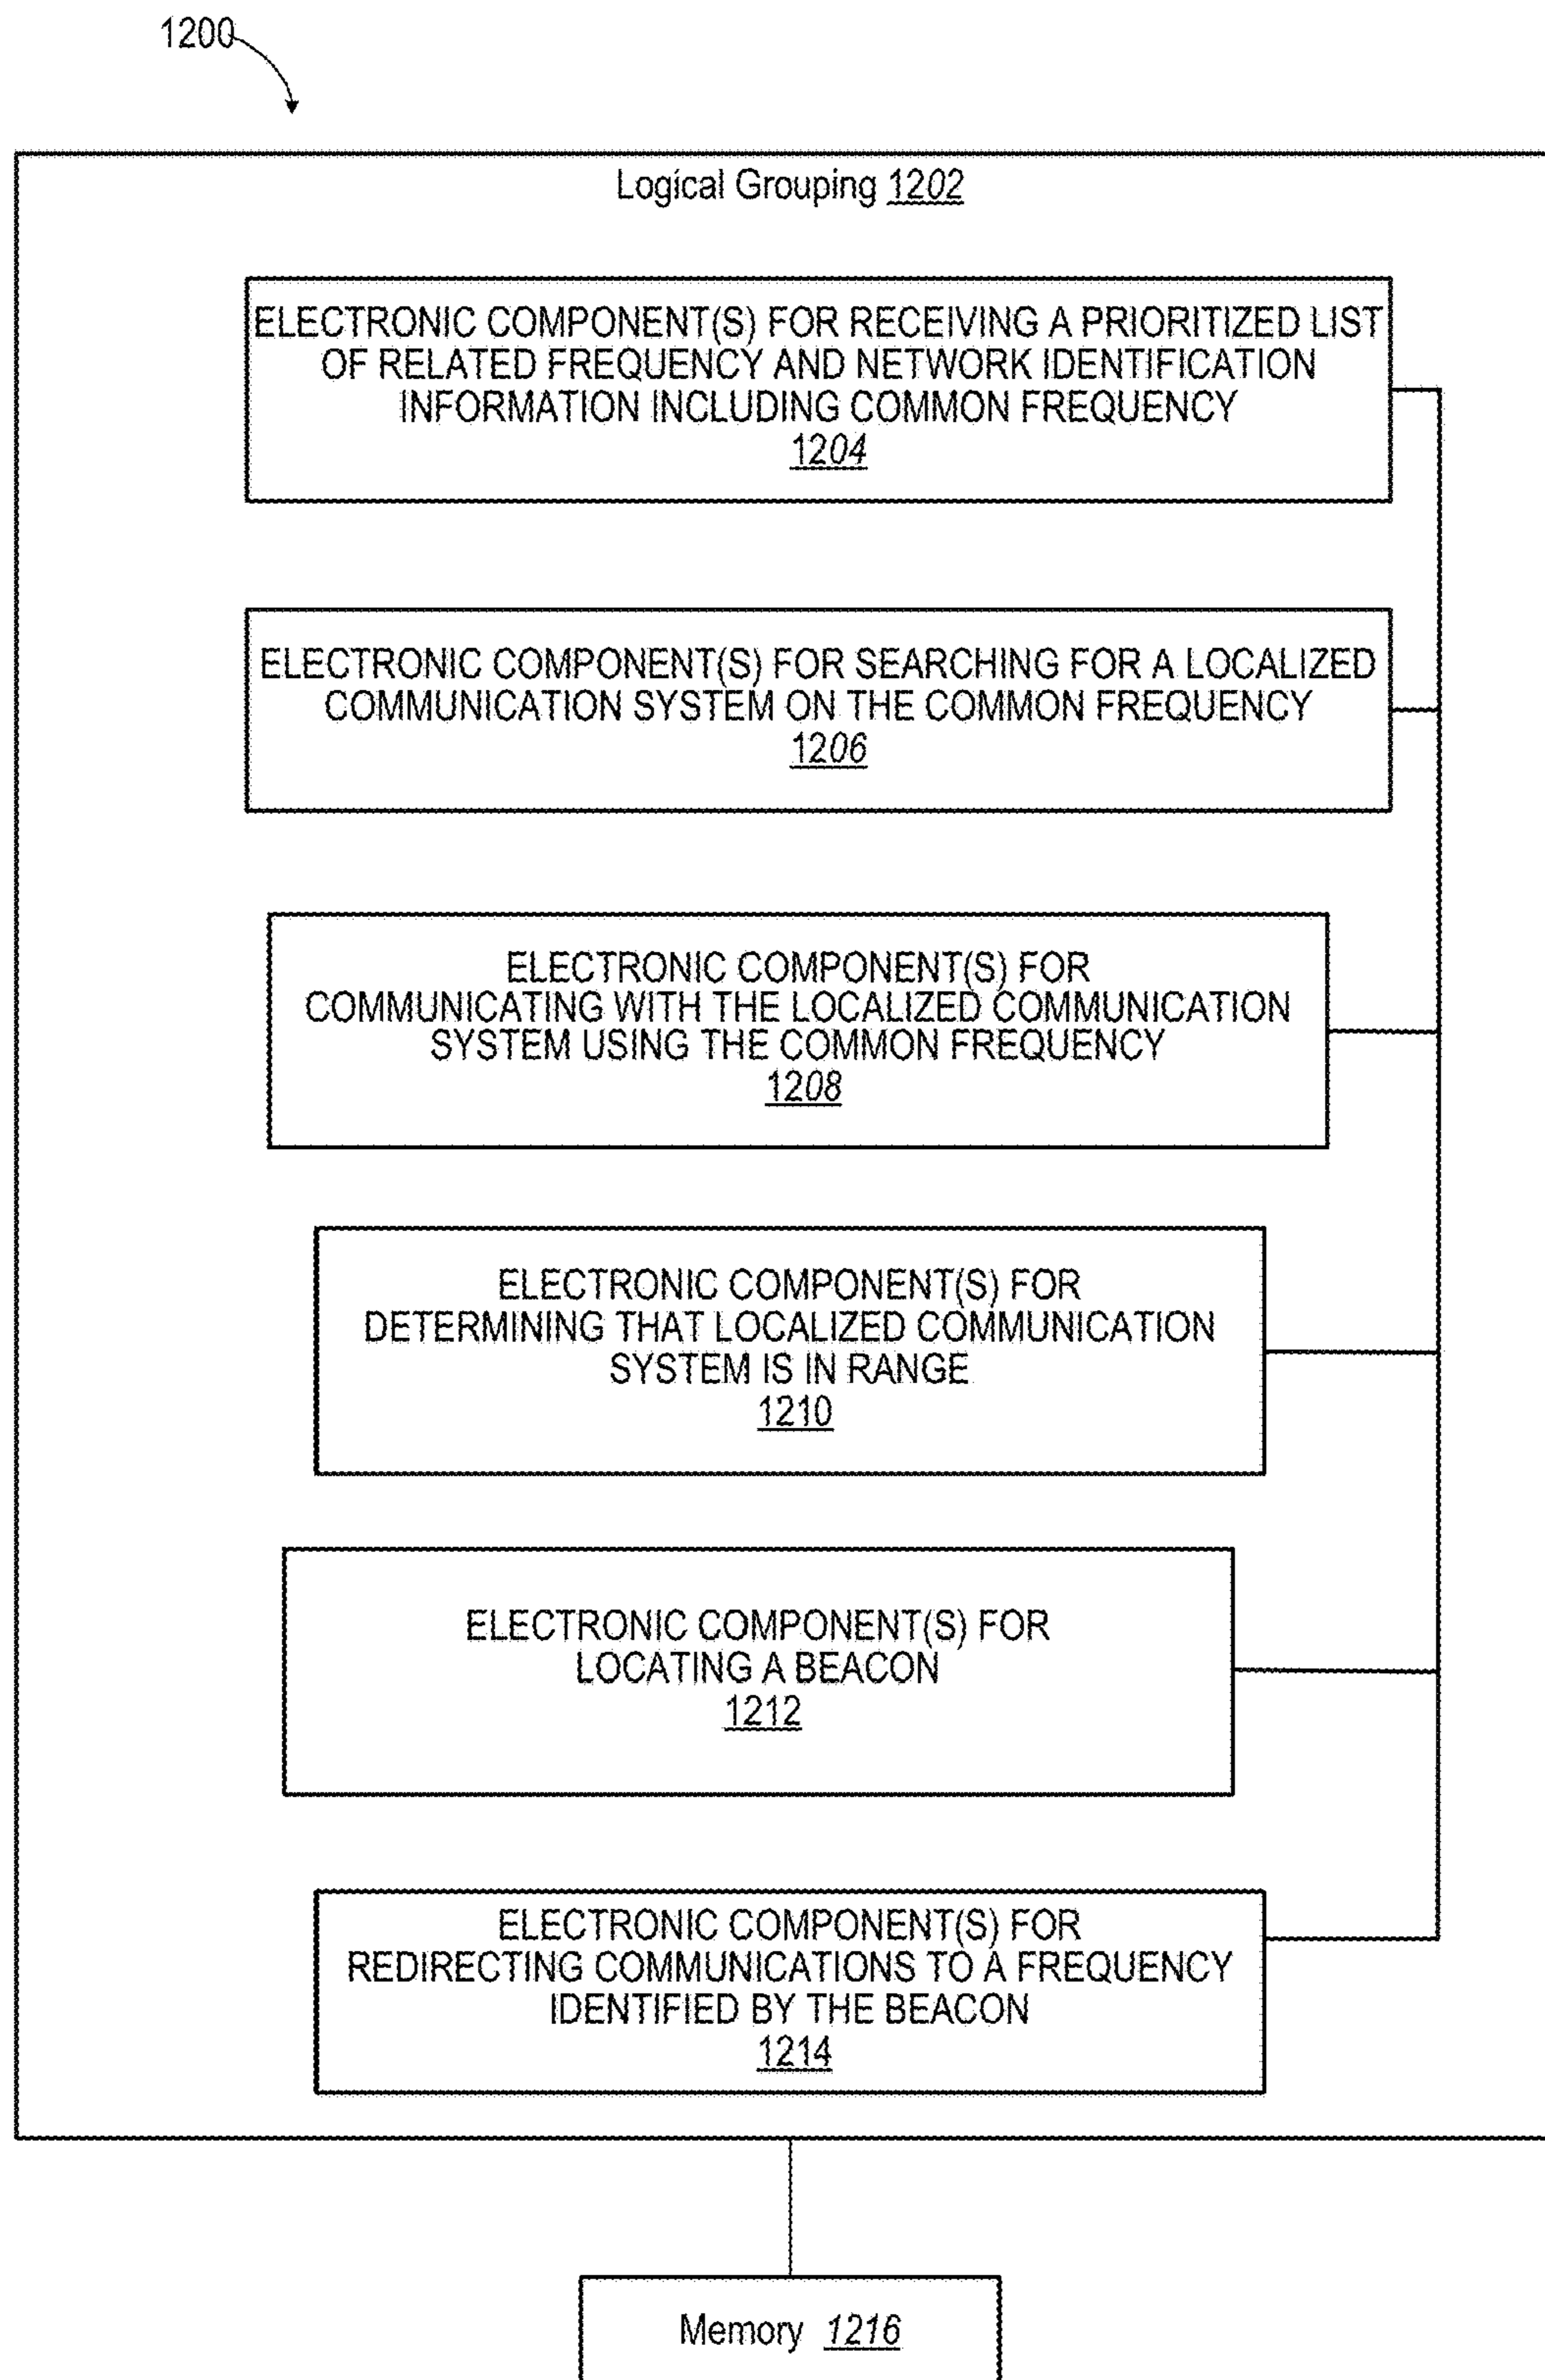 1200
Logical Grouping 1202
ELECTRONIC COMPONENT(S) FOR RECEIVING A PRIORITIZED LIST
OF RELATED FREQUENCY AND NETWORK IDENTIFICATION
INFORMATION INCLUDING COMMON FREQUENCY
1204
ELECTRONIC COMPONENT(S) FOR SEARCHING FOR A LOCALIZED
COMMUNICATION SYSTEM ON THE COMMON FREQUENCY
1206
ELECTRONIC COMPONENT(S) FOR
COMMUNICATING WITH THE LOCALIZED COMMUNICATION
SYSTEM USING THE COMMON FREQUENCY
1208
ELECTRONIC COMPONENT(S) FOR
DETERMINING THAT LOCALIZED COMMUNICATION
SYSTEM IS IN RANGE
1210
ELECTRONIC COMPONENT(S) FOR
LOCATING A BEACON
1212
ELECTRONIC COMPONENT(S) FOR
REDIRECTING COMMUNICATIONS TO A FREQUENCY
IDENTIFIED BY THE BEACON
1214
Memory 1216